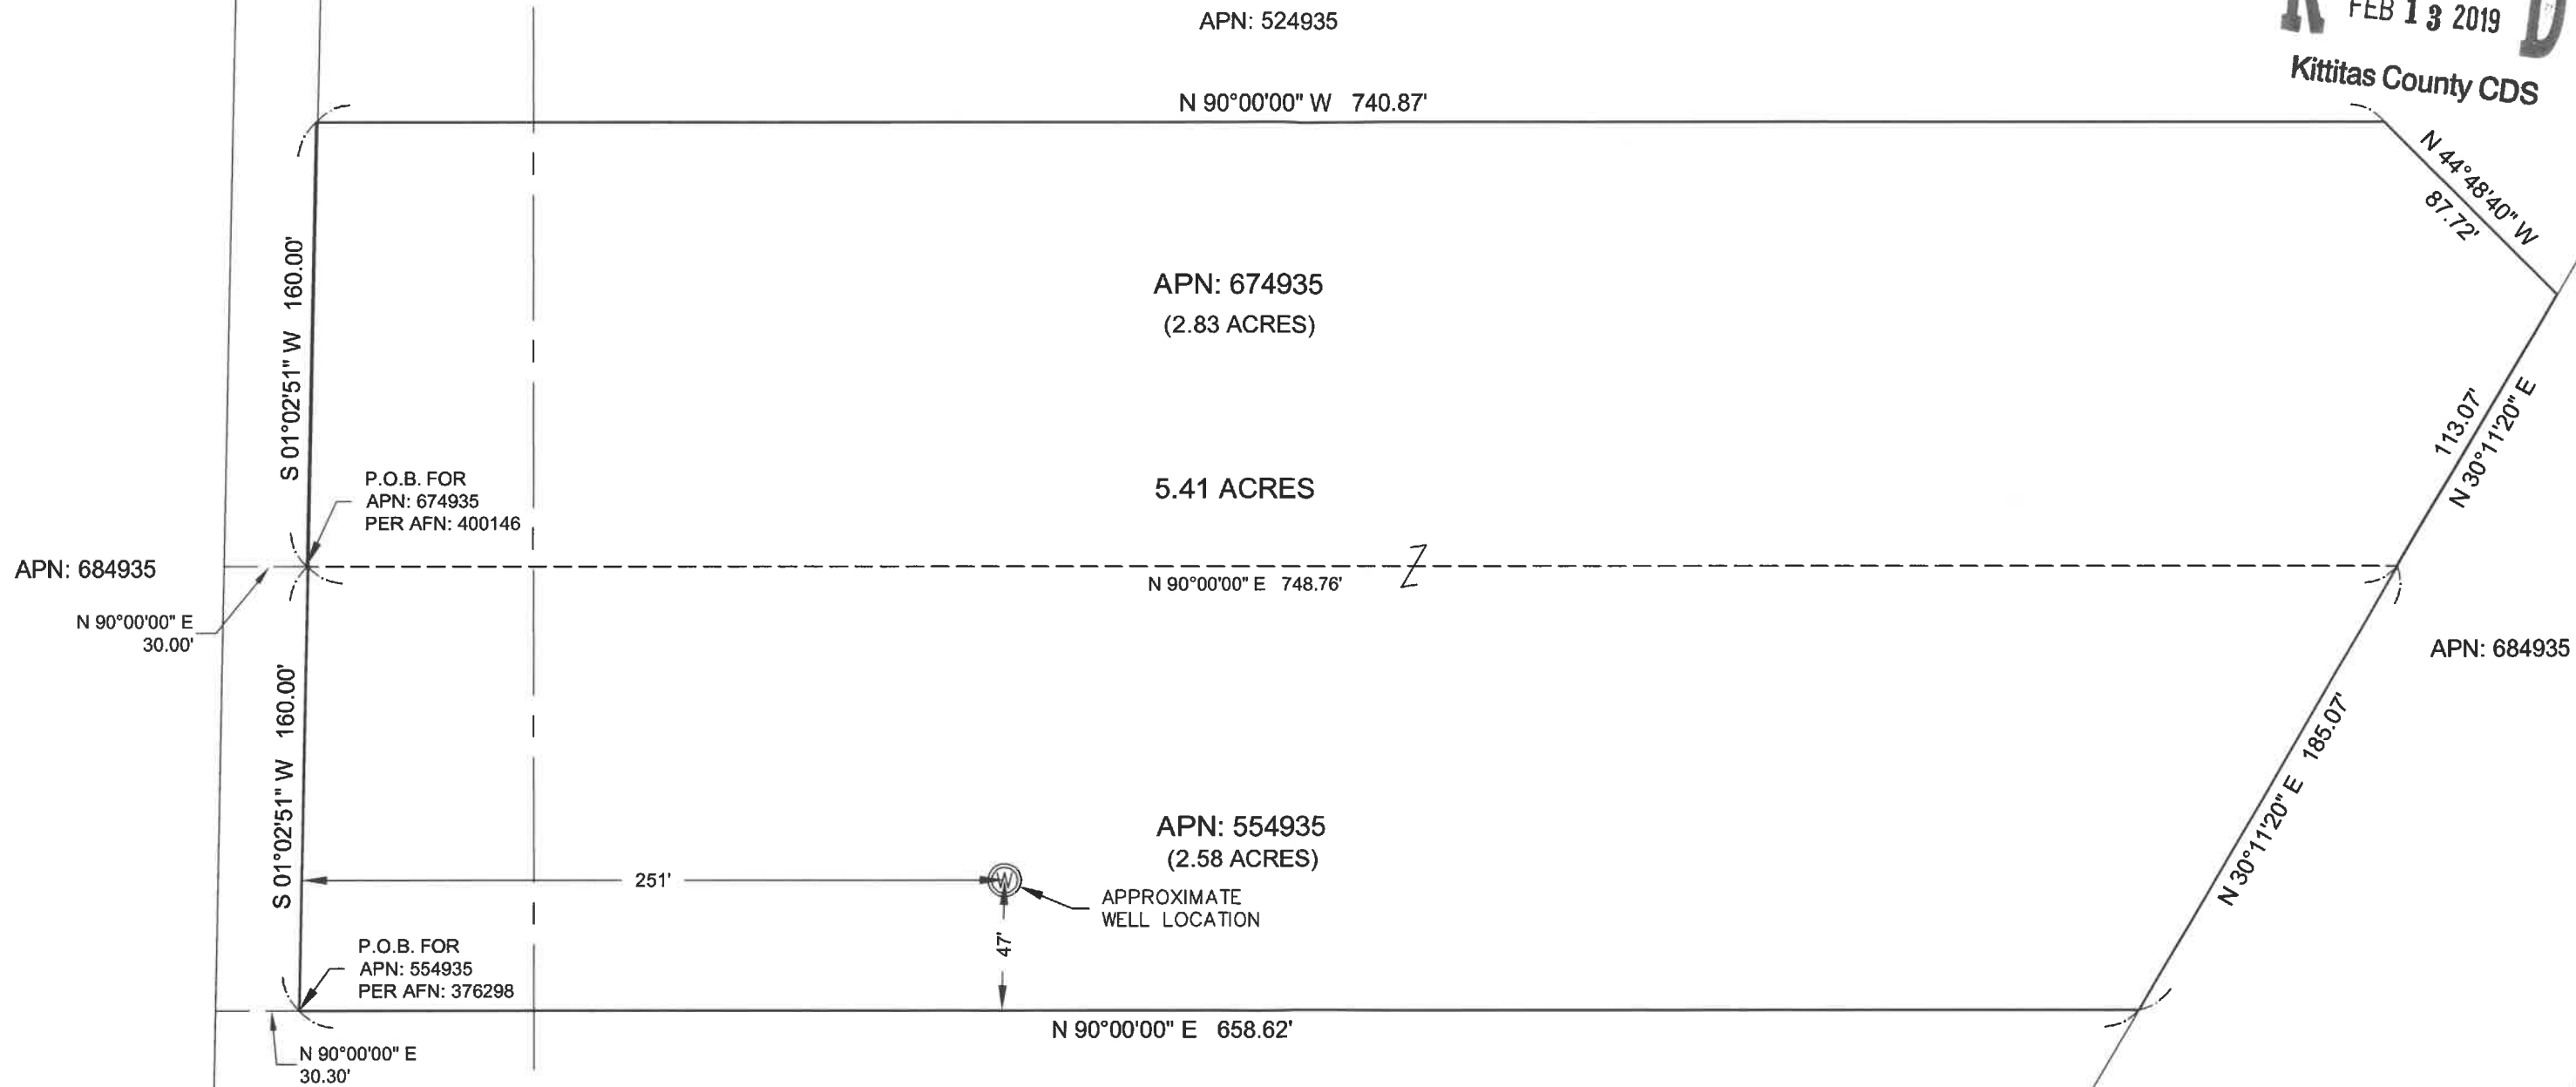 APN: 524935
FEB 13 2019
Kittitas County CDS
N 90°00'00" W 740.87'
N 44°48'40" W
87.72'
S 01°02'51" W 160.00'
APN: 674935
(2.83 ACRES)
113.07'
N 30°11'20" E
P.O.B. FOR
APN: 674935
PER AFN: 400146
5.41 ACRES
APN: 684935
N 90°00'00" E 748.76'
Z
N 90°00'00" E
30.00'
APN: 684935
S 01°02'51" W 160.00'
N 30°11'20" E 185.07'
APN: 554935
(2.58 ACRES)
251'
W
APPROXIMATE
WELL LOCATION
47'
P.O.B. FOR
APN: 554935
PER AFN: 376298
N 90°00'00" E 658.62'
N 90°00'00" E
30.30'